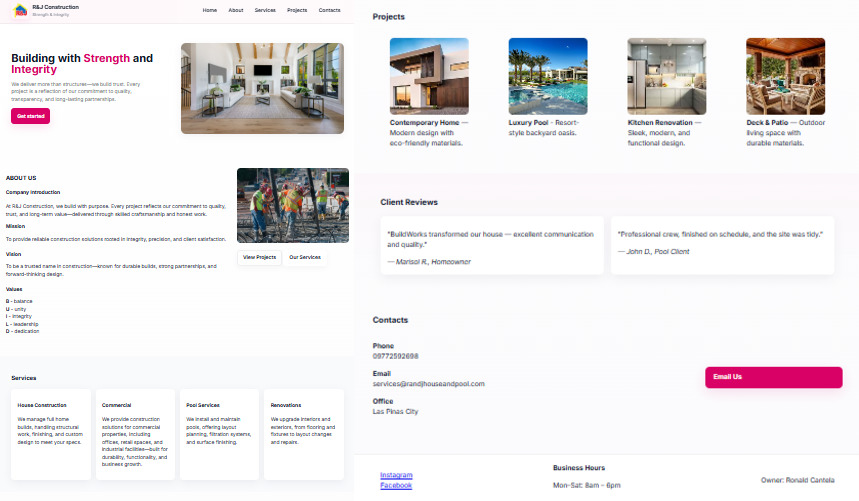 R&J Construction
Strength & Integrity
Home About Services Projects Contacts
Building with Strength and
Integrity
We deliver more than structures—we build trust. Every
project is a reflection of our commitment to quality,
transparency, and long-lasting partnerships.
Get started
ABOUT US
Company Introduction
At R&J Construction, we build with purpose. Every project reflects our commitment to quality,
trust, and long-term value—delivered through skilled craftsmanship and honest work.
Mission
To provide reliable construction solutions rooted in integrity, precision, and client satisfaction.
Vision
To be a trusted name in construction—known for durable builds, strong partnerships, and
forward-thinking design.
Values
B - balance
U - unity
I - integrity
L - leadership
D - dedication
View Projects
Our Services
Services
House Construction
We manage full home
builds, handling structural
work, finishing, and custom
design to meet your specs.
Commercial
We provide construction
solutions for commercial
properties, including
offices, retail spaces, and
industrial facilities—built for
durability, functionality, and
business growth.
Pool Services
We install and maintain
pools, offering layout
planning, filtration systems,
and surface finishing.
Renovations
We upgrade interiors and
exteriors, from flooring and
fixtures to layout changes
and repairs.
Projects
Contemporary Home —
Modern design with
eco-friendly materials.
Luxury Pool - Resort-
style backyard oasis.
Kitchen Renovation —
Sleek, modern, and
functional design.
Deck & Patio — Outdoor
living space with
durable materials.
Client Reviews
"BuildWorks transformed our house — excellent communication
and quality."
— Marisol R., Homeowner
"Professional crew, finished on schedule, and the site was tidy."
— John D., Pool Client
Contacts
Phone
09772592698
Email
services@randjhouseandpool.com
Office
Las Pinas City
Email Us
Instagram
Facebook
Business Hours
Mon-Sat: 8am – 6pm
Owner: Ronald Cantela